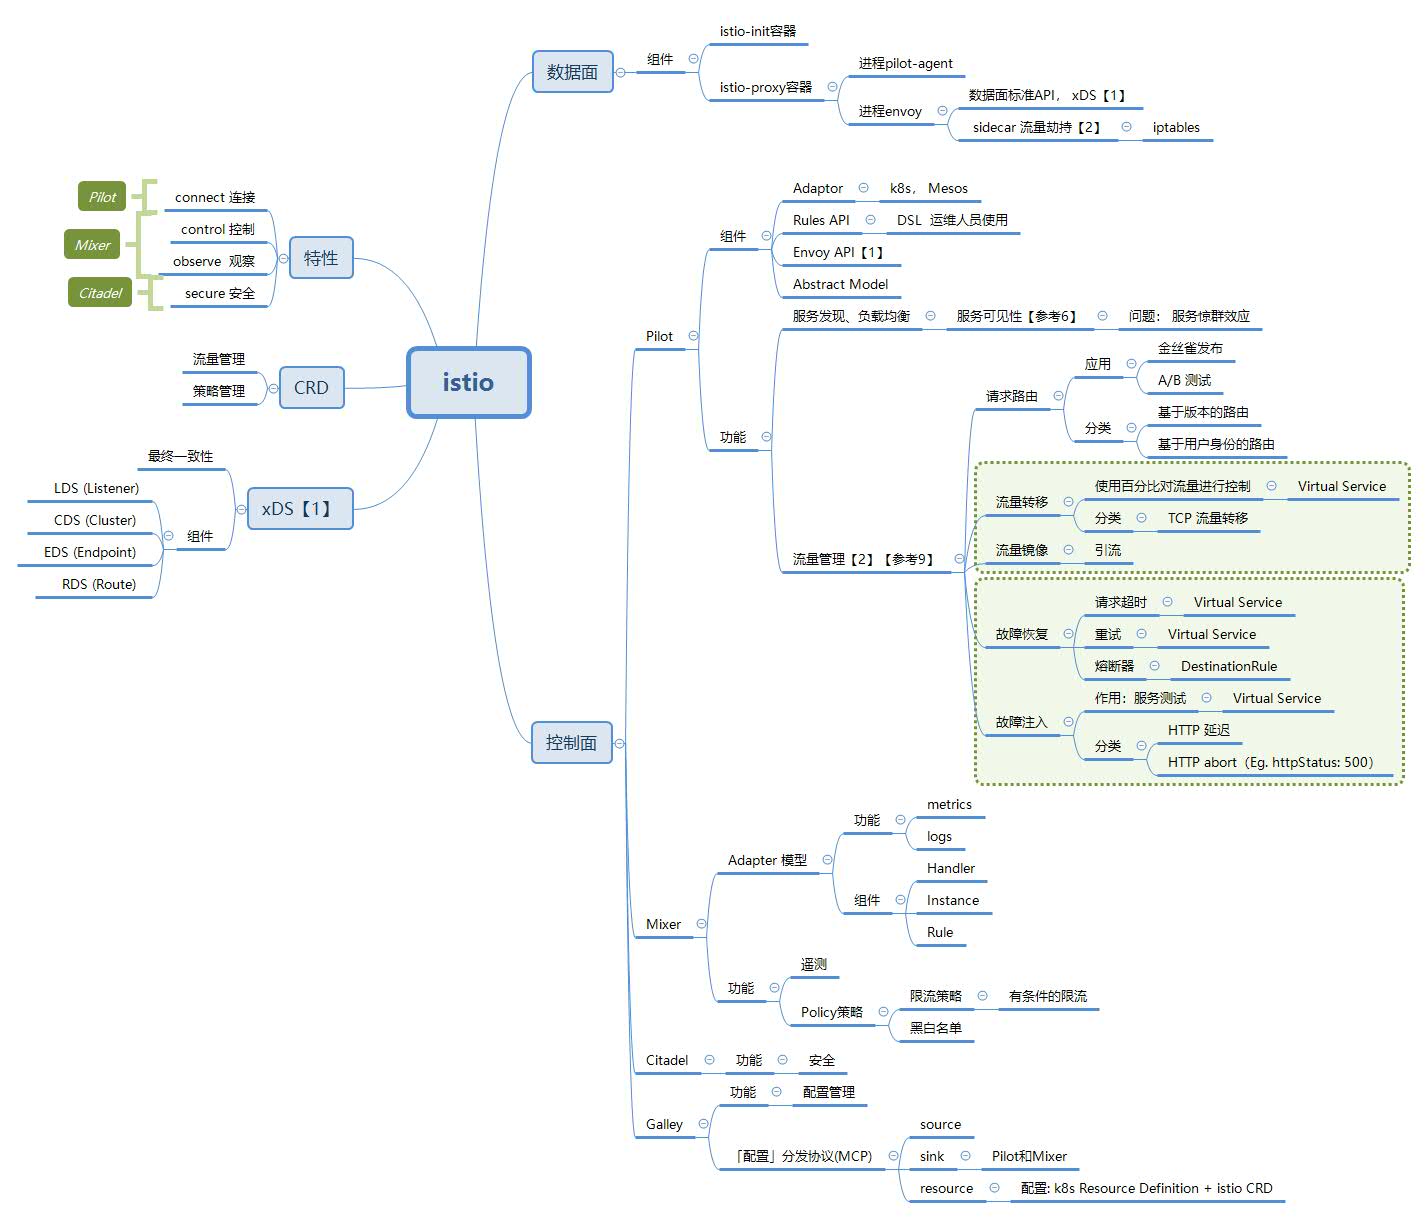 istio
数据面
组件
istio-init容器
istio-proxy容器
进程pilot-agent
进程envoy
数据面标准API， xDS【1】
sidecar 流量劫持【2】
iptables
特性
Pilot
connect 连接
Mixer
control 控制
observe 观察
Citadel
secure 安全
CRD
流量管理
策略管理
xDS【1】
最终一致性
组件
LDS (Listener)
CDS (Cluster)
EDS (Endpoint)
RDS (Route)
控制面
Pilot
组件
Adaptor
k8s， Mesos
Rules API
DSL 运维人员使用
Envoy API【1】
Abstract Model
功能
服务发现、负载均衡
服务可见性【参考6】
问题： 服务惊群效应
流量管理【2】【参考9】
请求路由
应用
金丝雀发布
A/B 测试
分类
基于版本的路由
基于用户身份的路由
流量转移
使用百分比对流量进行控制
Virtual Service
分类
TCP 流量转移
流量镜像
引流
故障恢复
请求超时
Virtual Service
重试
Virtual Service
熔断器
DestinationRule
故障注入
作用：服务测试
Virtual Service
分类
HTTP 延迟
HTTP abort（Eg. httpStatus: 500）
Mixer
Adapter 模型
功能
metrics
logs
组件
Handler
Instance
Rule
功能
遥测
Policy策略
限流策略
有条件的限流
黑白名单
Citadel
功能
安全
Galley
功能
配置管理
「配置」分发协议(MCP)
source
sink
Pilot和Mixer
resource
配置: k8s Resource Definition + istio CRD